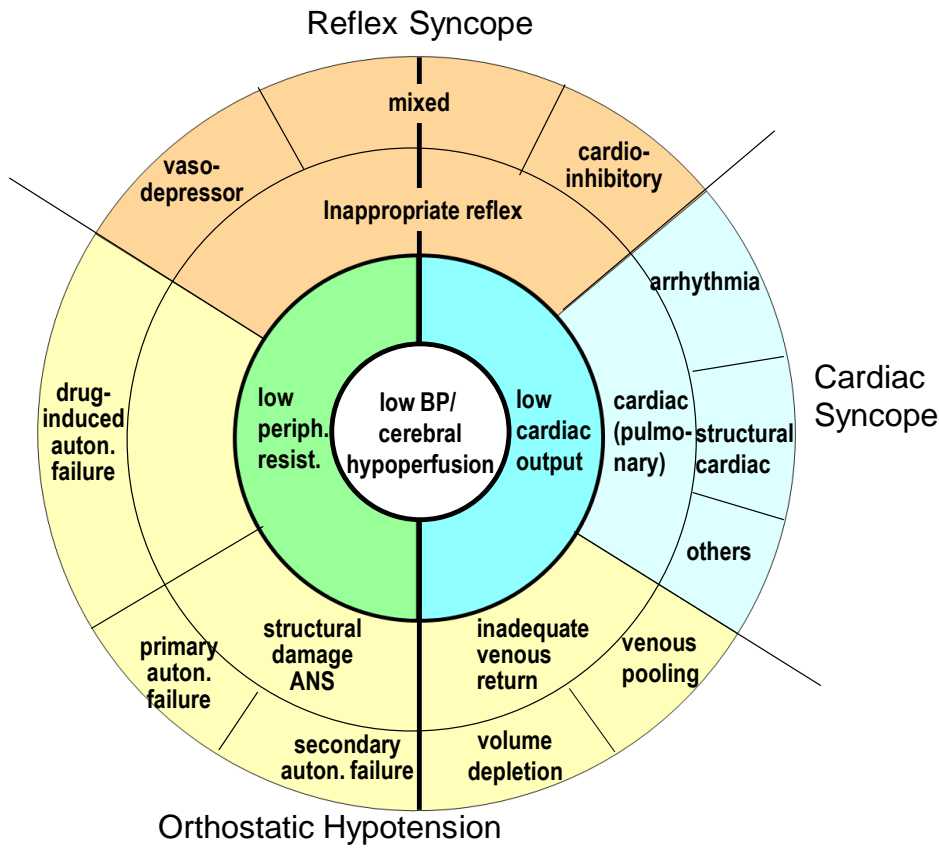 Reflex Syncope
mixed
vaso-
depressor
cardio-
inhibitory
Inappropriate reflex
arrhythmia
Cardiac
Syncope
drug-
induced
auton.
failure
low
periph.
resist.
low BP/
cerebral
hypoperfusion
low
cardiac
output
cardiac
(pulmo-
nary)
structural
cardiac
others
primary
auton.
failure
structural
damage
ANS
inadequate
venous
return
venous
pooling
secondary
auton. failure
volume
depletion
Orthostatic Hypotension